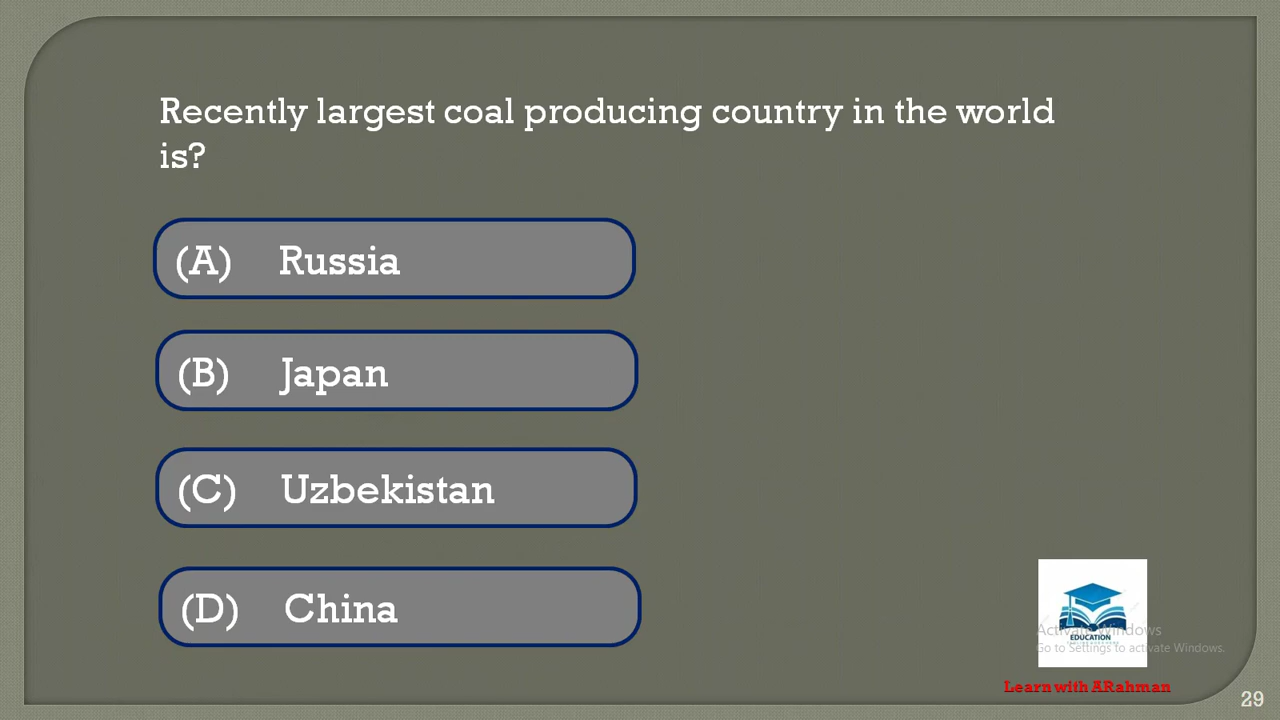 Recently largest coal producing country in the world
is?
(A) Russia
(B) Japan
(C) Uzbekistan
(D) China
EDUCATION
Activate Windows
Go to Settings to activate Windows.
Learn with ARahman
29